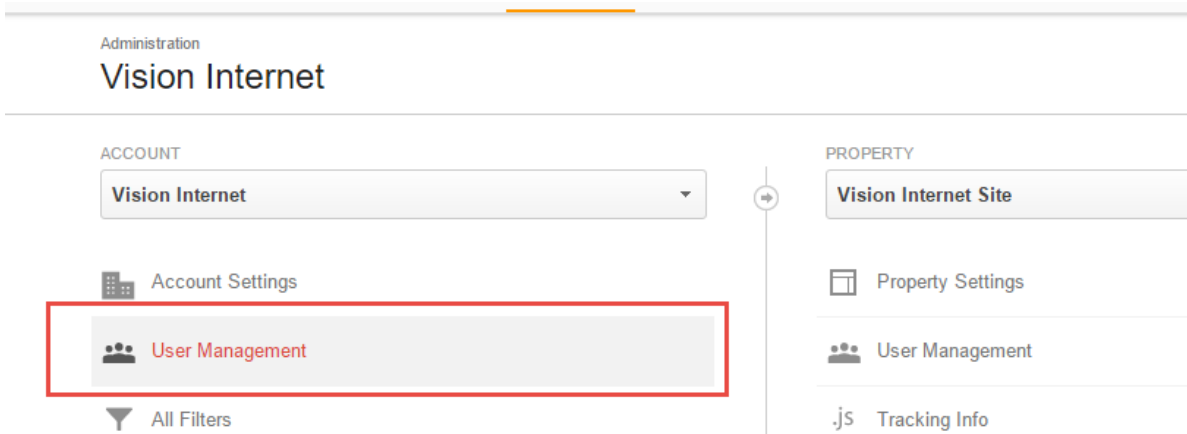 Administration
Vision Internet
ACCOUNT
Vision Internet
Account Settings
User Management
All Filters
PROPERTY
Vision Internet Site
Property Settings
User Management
.js Tracking Info